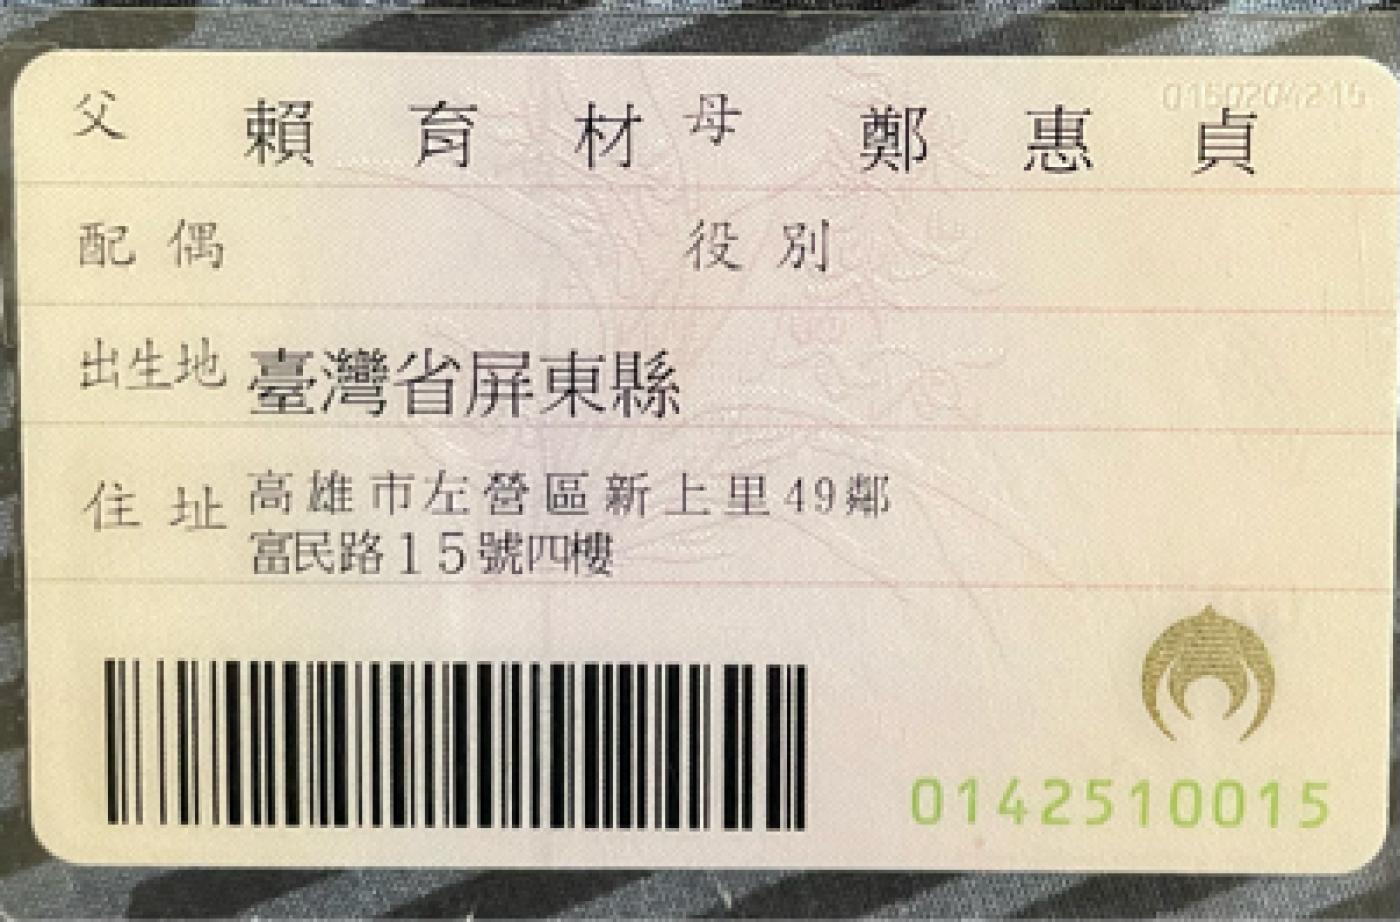 父 賴育材 母 鄭惠貞
配偶 役別
出生地 臺灣省屏東縣
住址 高雄市左營區新上里49鄰
富民路15號四樓
0142510015